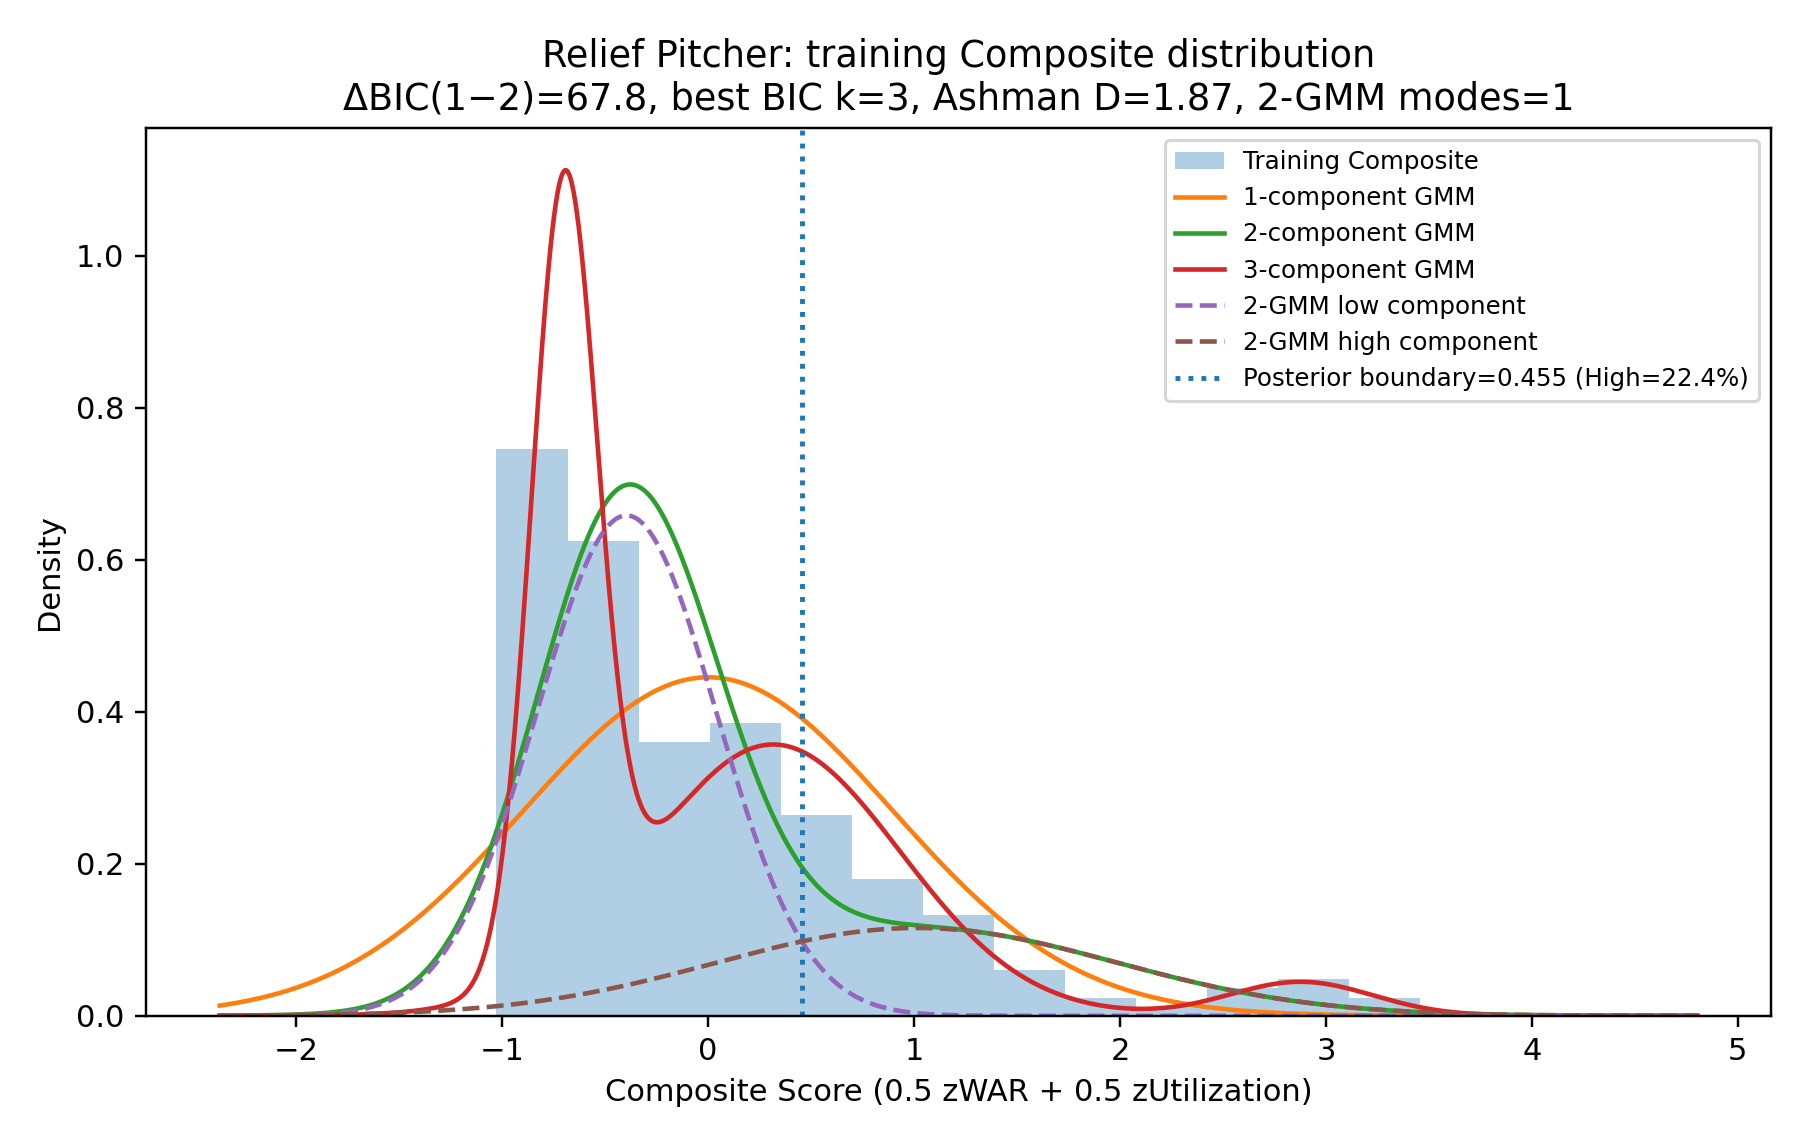 Relief Pitcher: training Composite distribution
ΔBIC(1−2)=67.8, best BIC k=3, Ashman D=1.87, 2-GMM modes=1
Training Composite
1-component GMM
2-component GMM
3-component GMM
2-GMM low component
2-GMM high component
Posterior boundary=0.455 (High=22.4%)
Density
1.0
0.8
0.6
0.4
0.2
0.0
−2 −1 0 1 2 3 4 5
Composite Score (0.5 zWAR + 0.5 zUtilization)